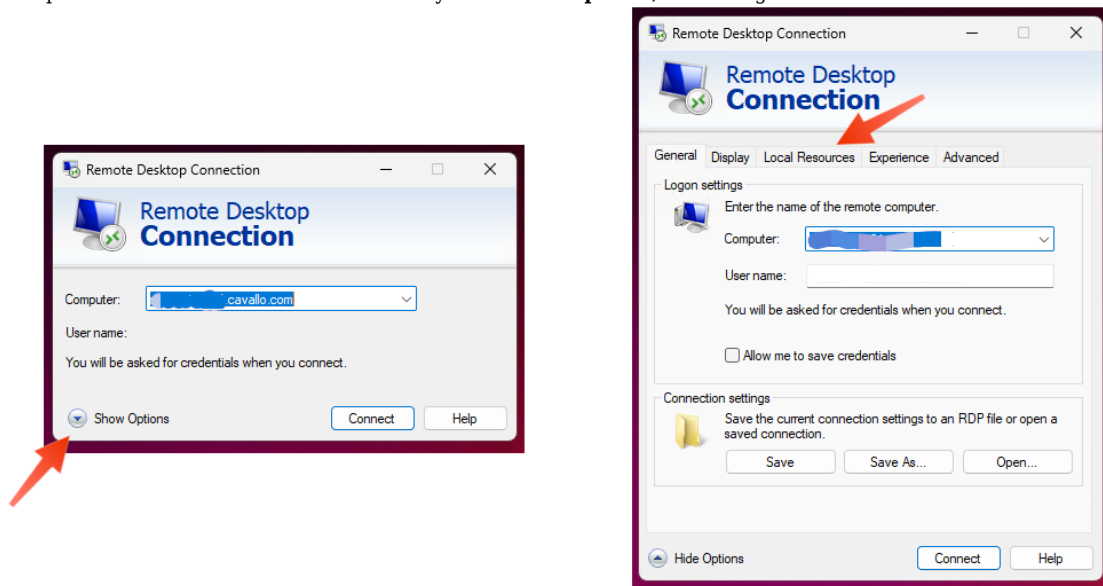 Remote Desktop Connection
Remote Desktop
Connection
Computer:
.cavallo.com
User name:
You will be asked for credentials when you connect.
Show Options
Connect
Help
Remote Desktop Connection
Remote Desktop
Connection
General Display Local Resources Experience Advanced
Logon settings
Enter the name of the remote computer.
Computer:
User name:
You will be asked for credentials when you connect.
Allow me to save credentials
Connection settings
Save the current connection settings to an RDP file or open a
saved connection.
Save
Save As...
Open...
Hide Options
Connect
Help